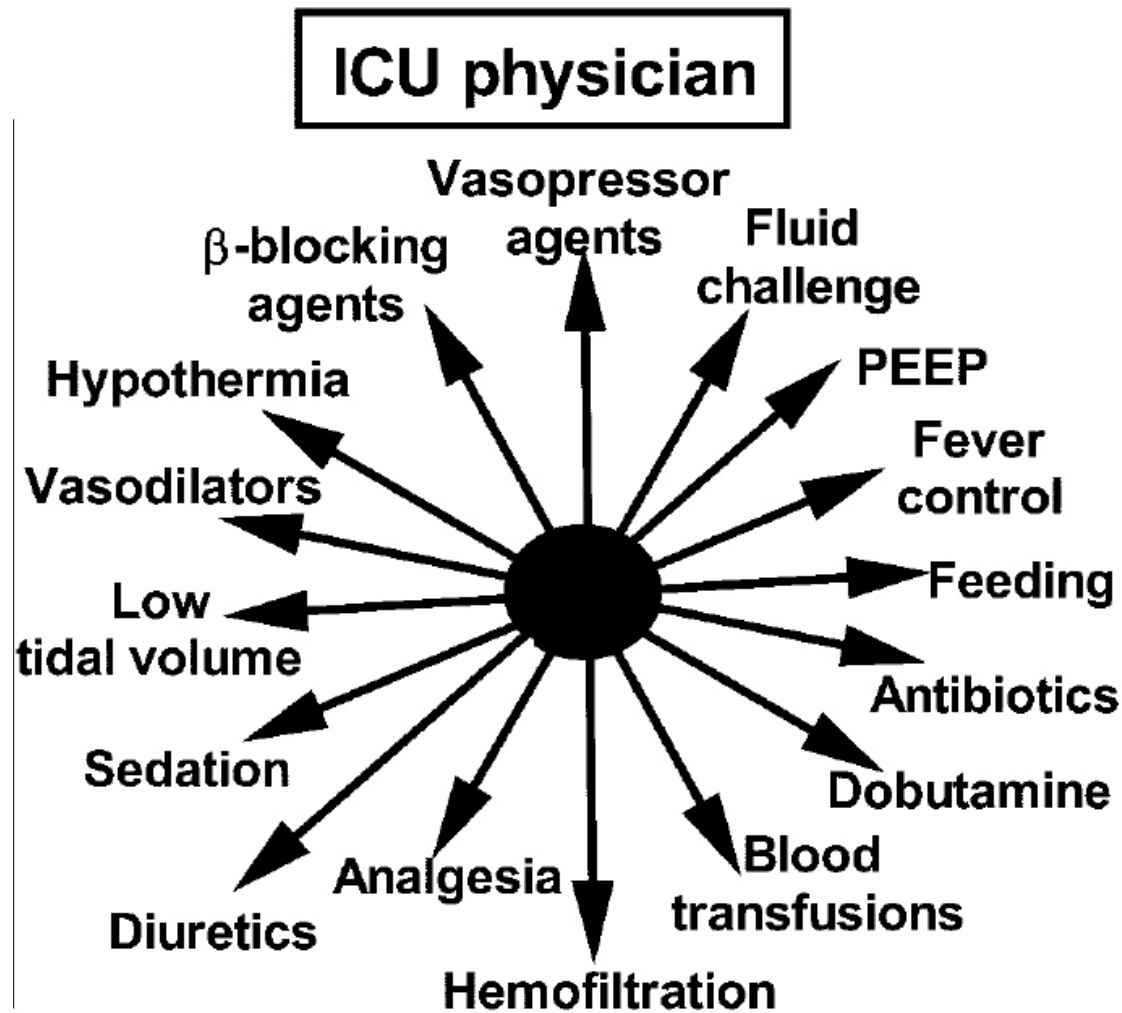 ICU physician
Vasopressor
agents
Fluid
challenge
PEEP
Fever
control
Feeding
Antibiotics
Dobutamine
Blood
transfusions
Hemofiltration
Analgesia
Diuretics
Sedation
Low
tidal volume
Vasodilators
Hypothermia
β-blocking
agents